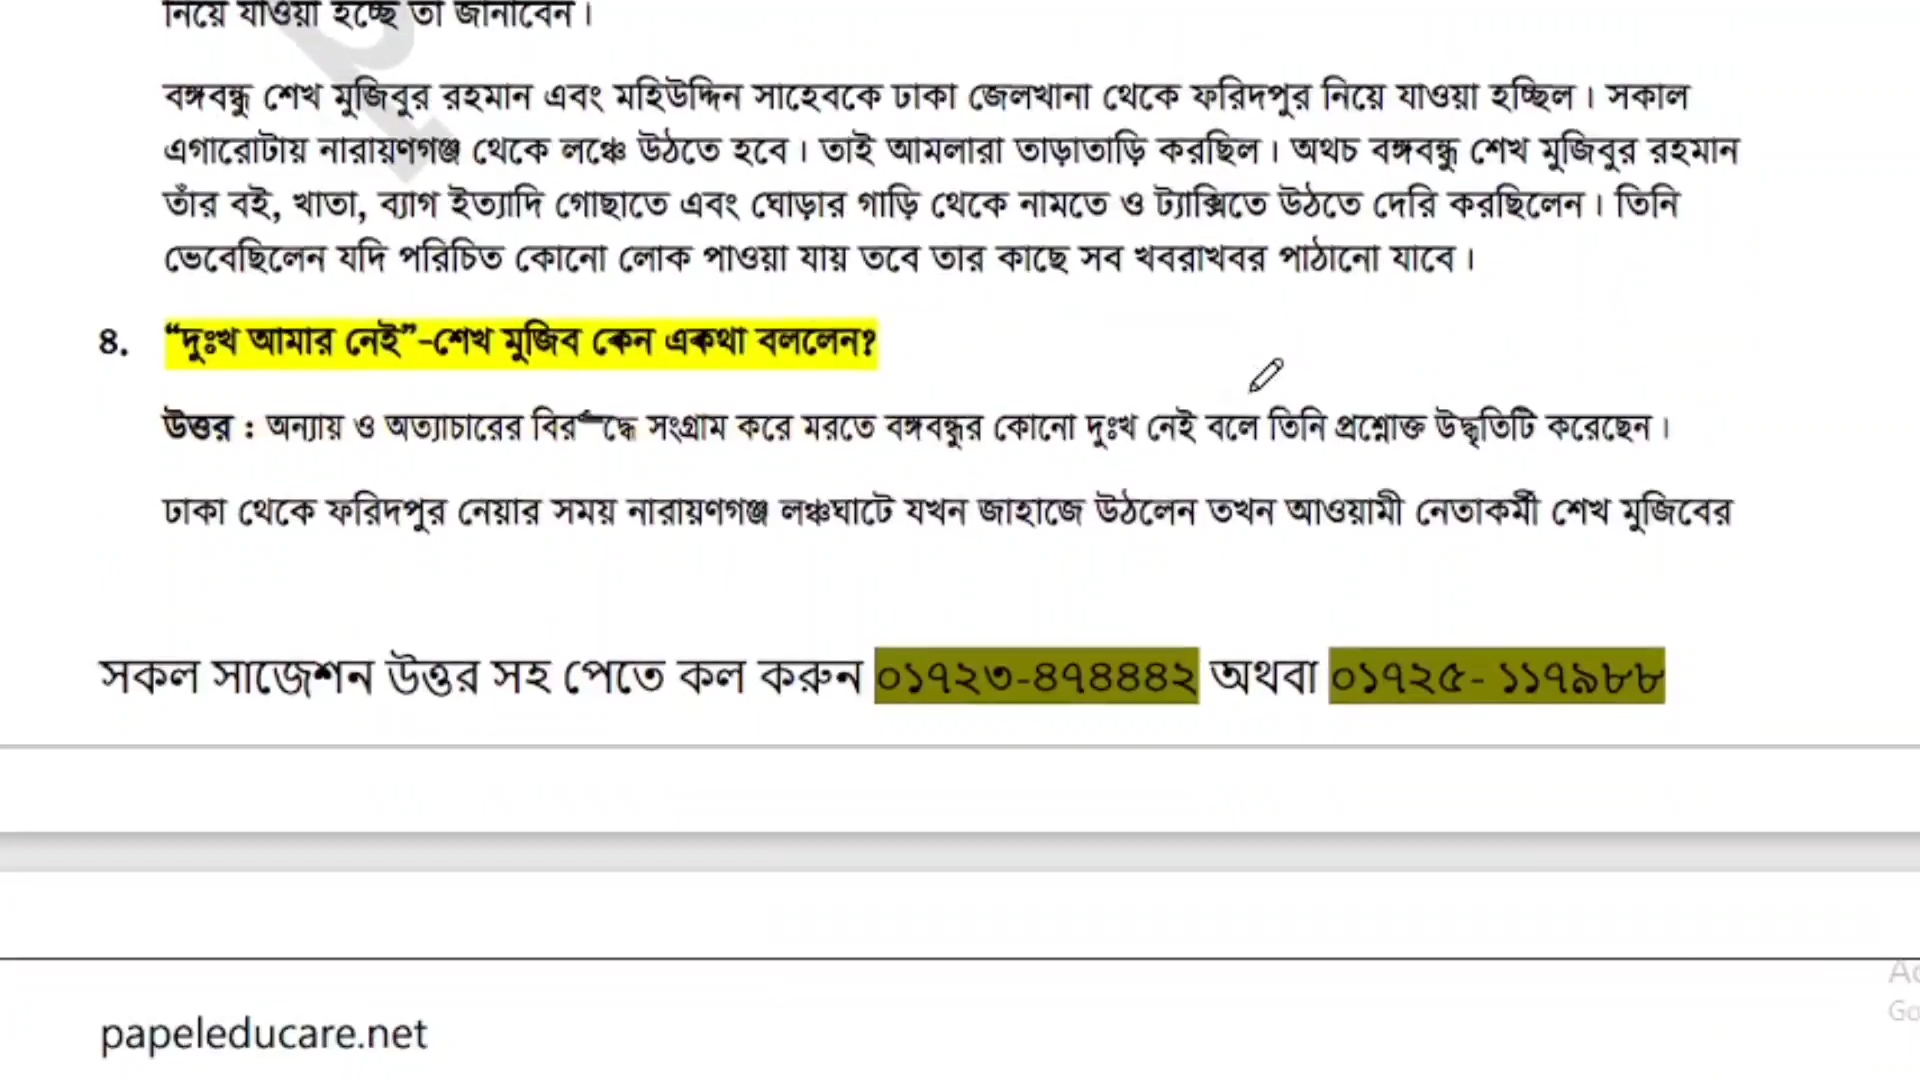 নিয়ে যাওয়া হচ্ছে তা জানাবেন।
বঙ্গবন্ধু শেখ মুজিবুর রহমান এবং মহিউদ্দিন সাহেবকে ঢাকা জেলখানা থেকে ফরিদপুর নিয়ে যাওয়া হচ্ছিল। সকাল
এগারোটায় নারায়ণগঞ্জ থেকে লঞ্চে উঠতে হবে। তাই আমলারা তাড়াতাড়ি করছিল। অথচ বঙ্গবন্ধু শেখ মুজিবুর রহমান
তাঁর বই, খাতা, ব্যাগ ইত্যাদি গোছাতে এবং ঘোড়ার গাড়ি থেকে নামতে ও ট্যাক্সিতে উঠতে দেরি করছিলেন। তিনি
ভেবেছিলেন যদি পরিচিত কোনো লোক পাওয়া যায় তবে তার কাছে সব খবরাখবর পাঠানো যাবে।
৪. “দুঃখ আমার নেই”-শেখ মুজিব কেন একথা বললেন?
উত্তর : অন্যায় ও অত্যাচারের বির“দ্ধে সংগ্রাম করে মরতে বঙ্গবন্ধুর কোনো দুঃখ নেই বলে তিনি প্রশ্নোক্ত উদ্ধৃতিটি করেছেন।
ঢাকা থেকে ফরিদপুর নেয়ার সময় নারায়ণগঞ্জ লঞ্চঘাটে যখন জাহাজে উঠলেন তখন আওয়ামী নেতাকর্মী শেখ মুজিবের
সকল সাজেশন উত্তর সহ পেতে কল করুন ০১৭২৩-৪৭৪৪৪২ অথবা ০১৭২৫- ১১৭৯৮৮
papeleducare.net